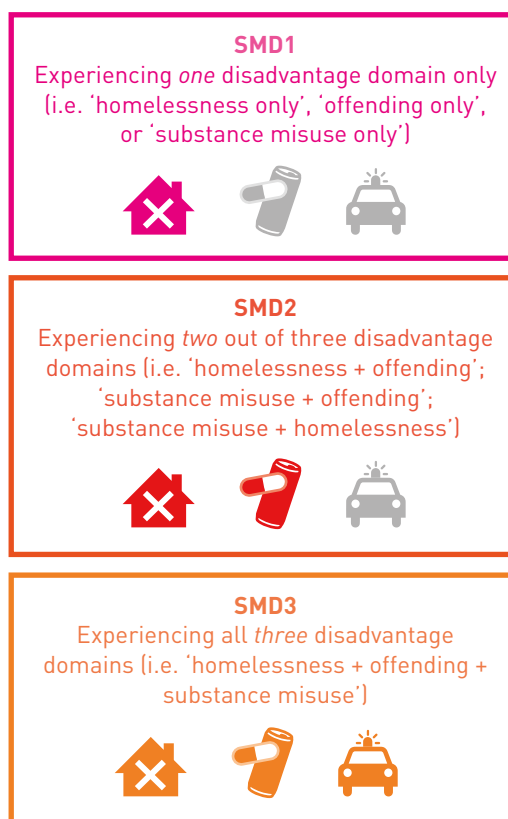 SMD1
Experiencing one disadvantage domain only
(i.e. ‘homelessness only’, ‘offending only’,
or ‘substance misuse only’)
SMD2
Experiencing two out of three disadvantage
domains (i.e. ‘homelessness + offending’;
‘substance misuse + offending’;
‘substance misuse + homelessness’)
SMD3
Experiencing all three disadvantage
domains (i.e. ‘homelessness + offending +
substance misuse’)